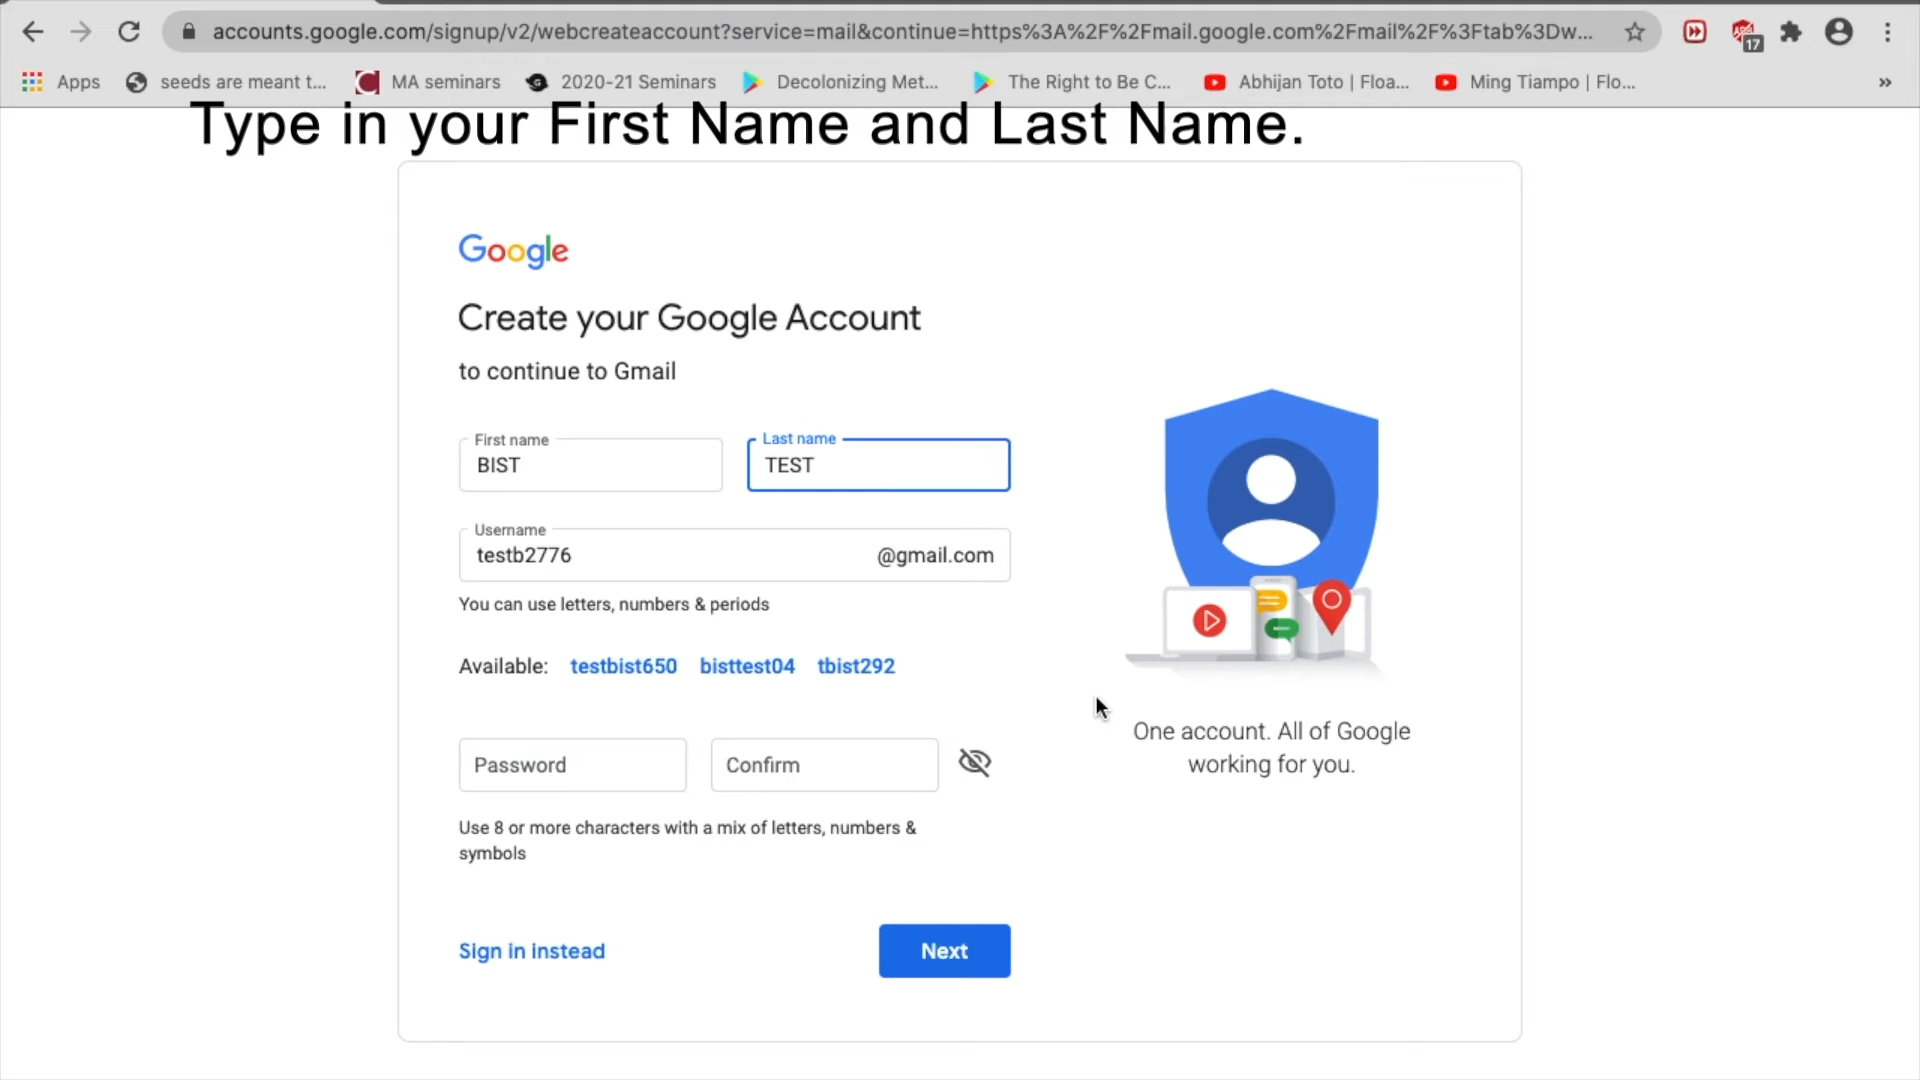 accounts.google.com/signup/v2/webcreateaccount?service=mail&continue=https%3A%2F%2Fmail.google.com%2Fmail%2F%3Ftab%3Dw...
17
Apps seeds are meant t... MA seminars 2020-21 Seminars Decolonizing Met... The Right to Be C... Abhijan Toto | Floa... Ming Tiampo | Flo... »
Type in your First Name and Last Name.
Google
Create your Google Account
to continue to Gmail
First name Last name
BIST TEST
Username
testb2776 @gmail.com
You can use letters, numbers & periods
Available: testbist650 bisttest04 tbist292
Password Confirm
Use 8 or more characters with a mix of letters, numbers &
symbols
Sign in instead Next
One account. All of Google
working for you.